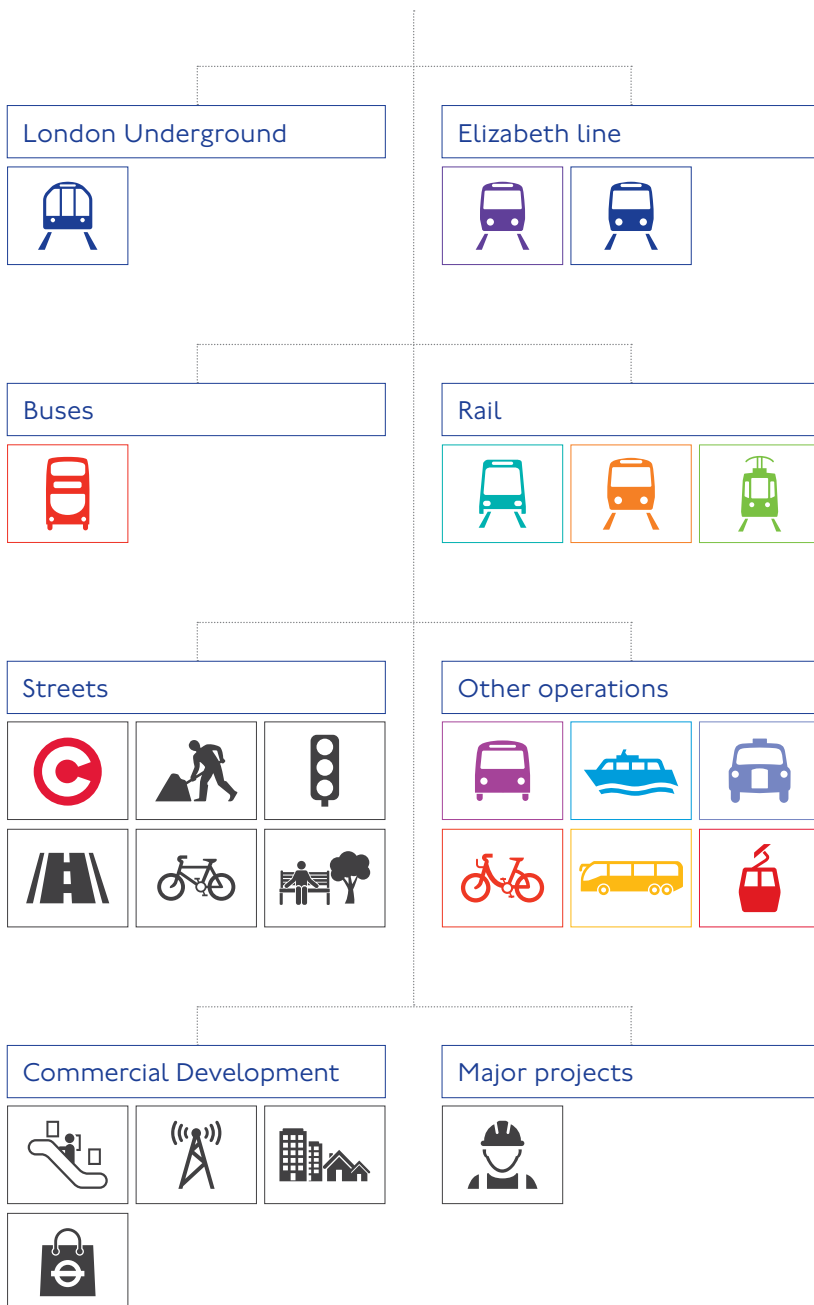 London Underground
Elizabeth line
Buses
Rail
Streets
Other operations
Commercial Development
Major projects